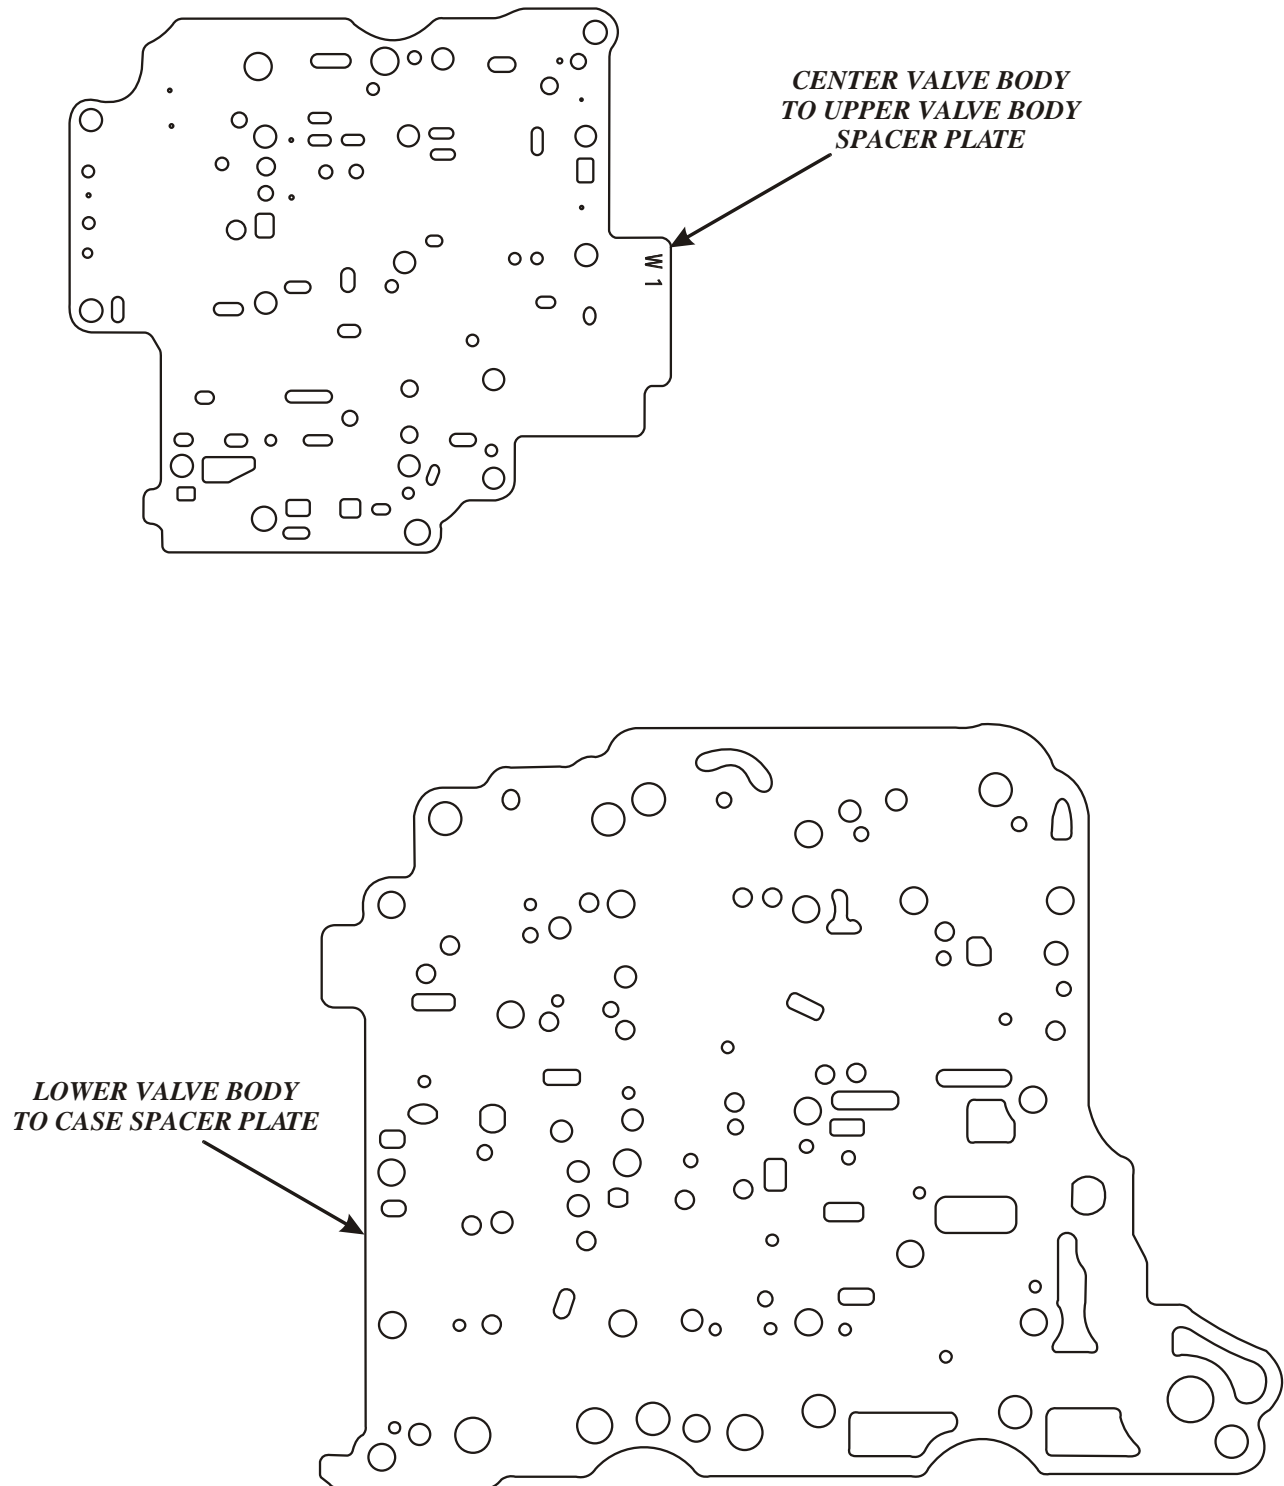 CENTER VALVE BODY
TO UPPER VALVE BODY
SPACER PLATE
W 1
LOWER VALVE BODY
TO CASE SPACER PLATE